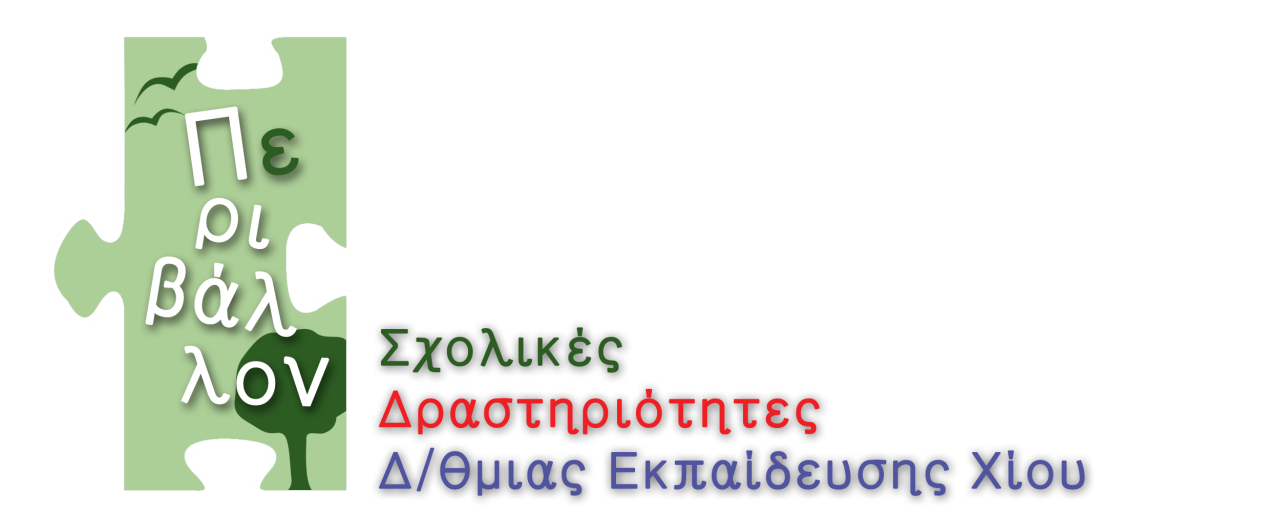 Πε
ρι
βάλ
λον
Σχολικές
Δραστηριότητες
Δ/θμιας Εκπαίδευσης Χίου